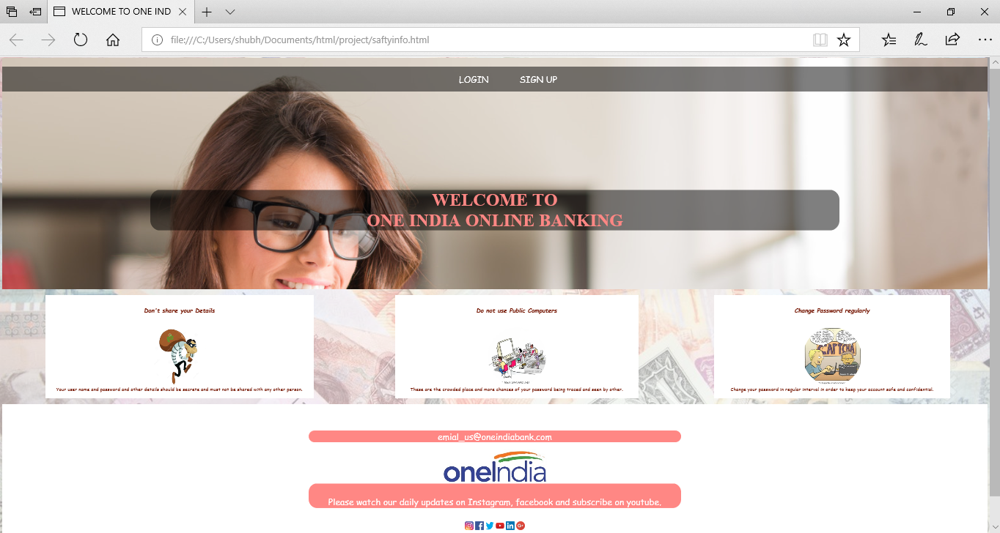 WELCOME TO ONE IND
file:///C:/Users/shubh/Documents/html/project/saftyinfo.html
LOGIN SIGN UP
WELCOME TO
ONE INDIA ONLINE BANKING
Don't share your Details
Do not use Public Computers
Change Password regularly
CAPTCHA
Your user name and password and other details should be secrete and must not be shared with any other person.
These are the crowded place and more chances of your password being traced and seen by other.
Change your password in regular interval in order to keep your account safe and confidential.
emial_us@oneindiabank.com
oneIndia
Please watch our daily updates on Instagram, facebook and subscribe on youtube.